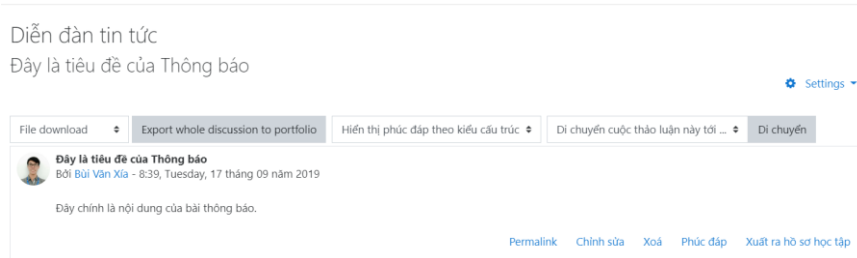 Diễn đàn tin tức
Đây là tiêu đề của Thông báo
Settings
File download Export whole discussion to portfolio Hiển thị phúc đáp theo kiểu cấu trúc Di chuyển cuộc thảo luận này tới ... Di chuyển
Đây là tiêu đề của Thông báo
Bởi Bùi Văn Xía - 8:39, Tuesday, 17 tháng 09 năm 2019
Đây chính là nội dung của bài thông báo.
Permalink Chỉnh sửa Xoá Phúc đáp Xuất ra hồ sơ học tập